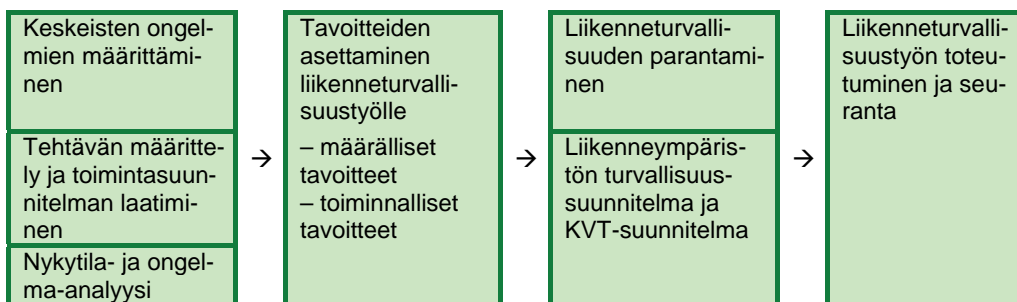 Keskeisten ongel-
mien määrittämi-
nen
Tehtävän määritte-
ly ja toimintasuun-
nitelman laatimi-
nen
Nykytila- ja ongel-
ma-analyysi
→
Tavoitteiden
asettaminen
liikenneturvalli-
suustyölle
– määrälliset
tavoitteet
– toiminnalliset
tavoitteet
→
Liikenneturvalli-
suuden parantami-
nen
Liikenneympäris-
tön turvallisuus-
suunnitelma ja
KVT-suunnitelma
→
Liikenneturvalli-
suustyön toteu-
tuminen ja seu-
ranta